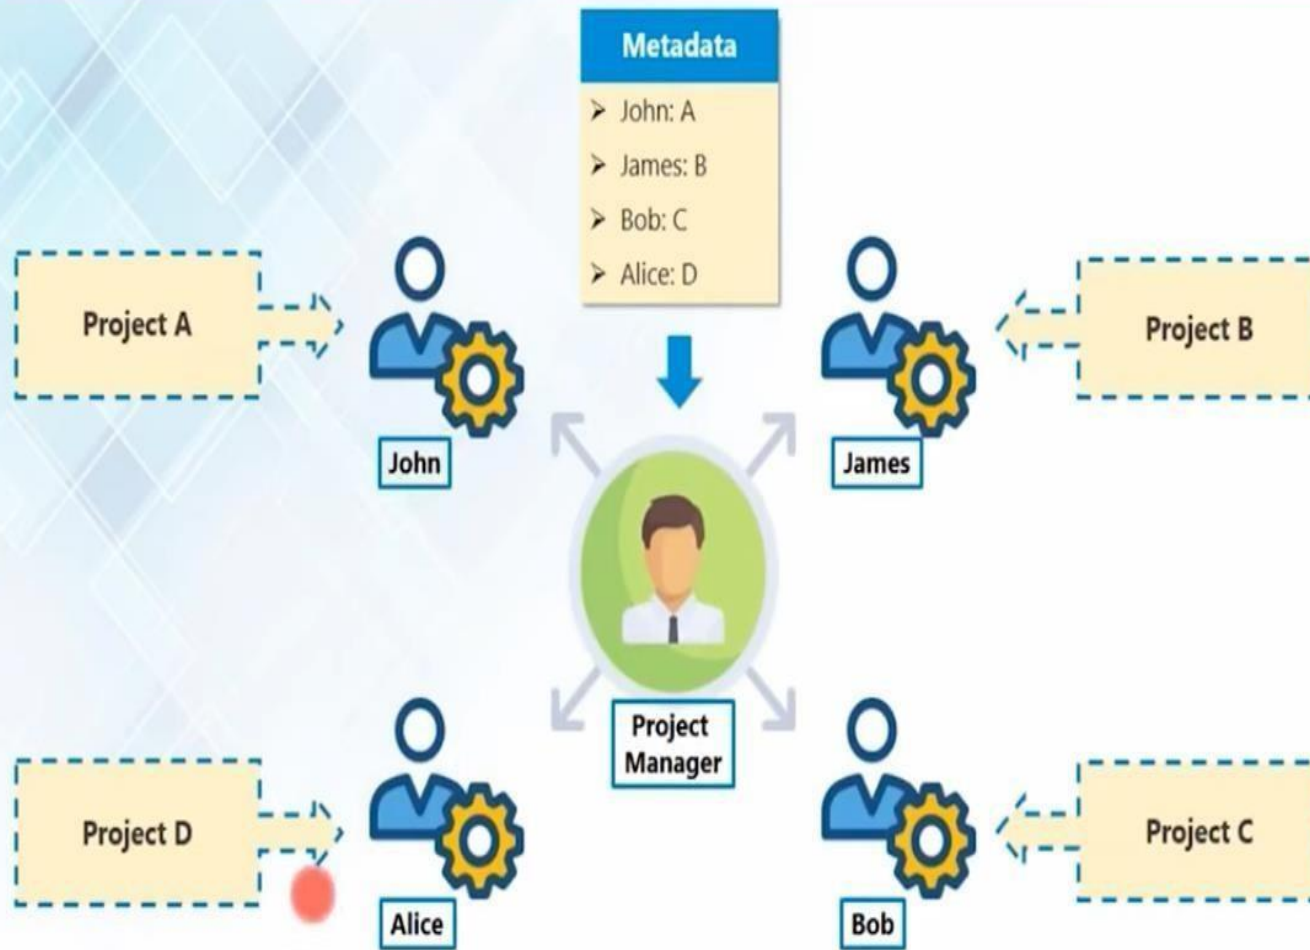 Metadata
➢ John: A
➢ James: B
➢ Bob: C
➢ Alice: D
Project A
Project B
John
James
Project
Manager
Project D
Project C
Alice
Bob